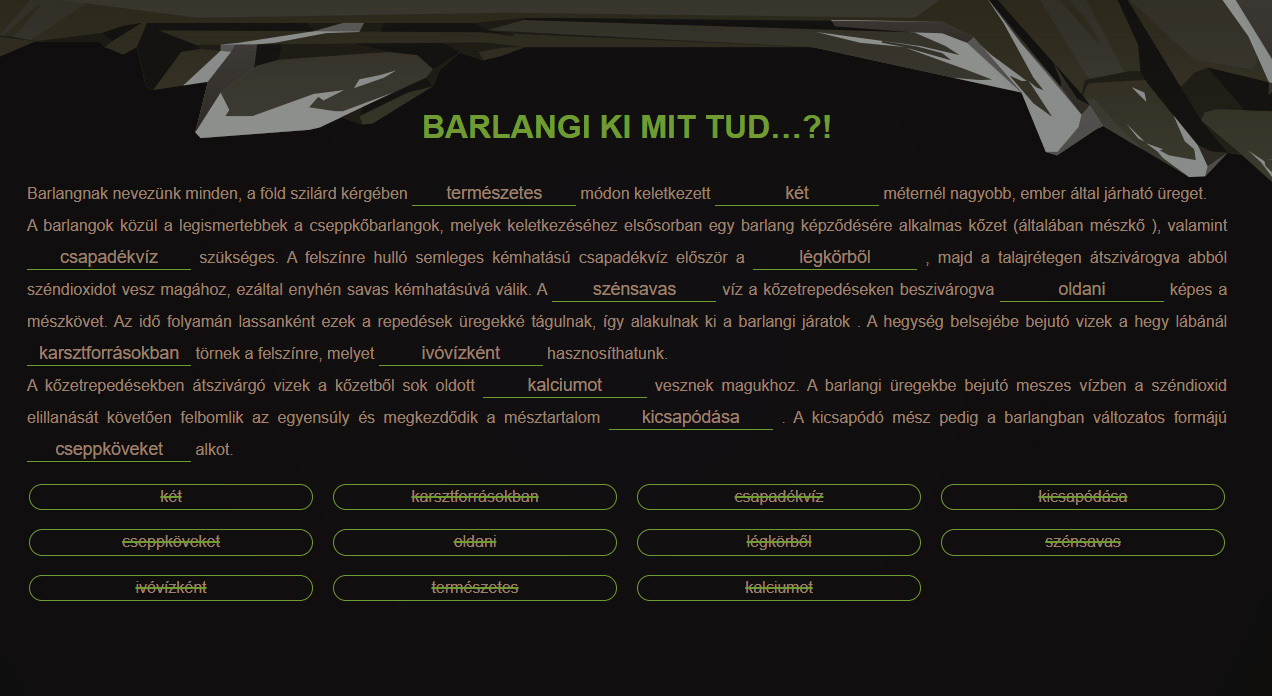 BARLANGI KI MIT TUD...?!
Barlangnak nevezünk minden, a föld szilárd kérgében természetes módon keletkezett két méternél nagyobb, ember által járható üreget.
A barlangok közül a legismertebbek a cseppkőbarlangok, melyek keletkezéséhez elsősorban egy barlang képződésére alkalmas kőzet (általában mészkő ), valamint
csapadékvíz szükséges. A felszínre hulló semleges kémhatású csapadékvíz először a légkörből , majd a talajrétegen átszivárogva abból
széndioxidot vesz magához, ezáltal enyhén savas kémhatásúvá válik. A szénsavas víz a kőzetrepedéseken beszivárogva oldani képes a
mészkövet. Az idő folyamán lassanként ezek a repedések üregekké tágulnak, így alakulnak ki a barlangi járatok . A hegység belsejébe bejutó vizek a hegy lábánál
karsztforrásokban törnek a felszínre, melyet ivóvízként hasznosíthatunk.
A kőzetrepedésekben átszivárgó vizek a kőzetből sok oldott kalciumot vesznek magukhoz. A barlangi üregekbe bejutó meszes vízben a széndioxid
elillanását követően felbomlik az egyensúly és megkezdődik a mésztartalom kicsapódása . A kicsapódó mész pedig a barlangban változatos formájú
cseppköveket alkot.
két karsztforrásokban csapadékvíz kicsapódása
cseppköveket oldani légkörből szénsavas
ivóvízként természetes kalciumot